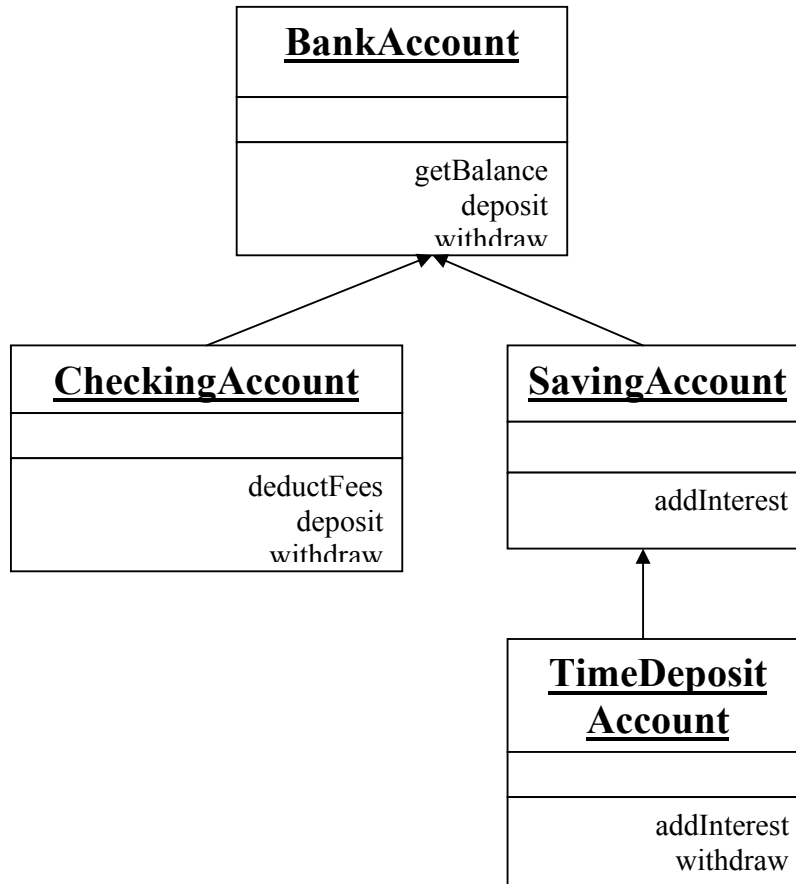 BankAccount
getBalance
deposit
withdraw
CheckingAccount
deductFees
deposit
withdraw
SavingAccount
addInterest
TimeDeposit
Account
addInterest
withdraw